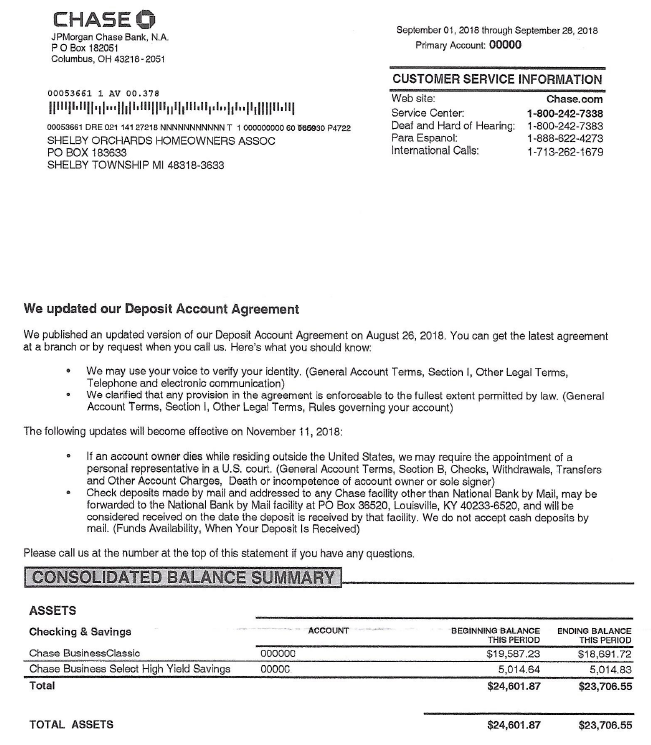 CHASE
JPMorgan Chase Bank, N.A.
P O Box 182051
Columbus, OH 43218-2051
September 01, 2018 through September 28, 2018
Primary Account: 00000
CUSTOMER SERVICE INFORMATION
Web site: Chase.com
Service Center: 1-800-242-7338
Deaf and Hard of Hearing: 1-800-242-7383
Para Espanol: 1-888-622-4273
International Calls: 1-713-262-1679
00053661 1 AV 00.378
00053661 DRE 021 141 27218 NNNNNNNNNNN T 1 000000000 60 P4722
SHELBY ORCHARDS HOMEOWNERS ASSOC
PO BOX 183633
SHELBY TOWNSHIP MI 48318-3633
We updated our Deposit Account Agreement
We published an updated version of our Deposit Account Agreement on August 26, 2018. You can get the latest agreement
at a branch or by request when you call us. Here's what you should know:
• We may use your voice to verify your identity. (General Account Terms, Section I, Other Legal Terms,
Telephone and electronic communication)
• We clarified that any provision in the agreement is enforceable to the fullest extent permitted by law. (General
Account Terms, Section I, Other Legal Terms, Rules governing your account)
The following updates will become effective on November 11, 2018:
• If an account owner dies while residing outside the United States, we may require the appointment of a
personal representative in a U.S. court. (General Account Terms, Section B, Checks, Withdrawals, Transfers
and Other Account Charges, Death or incompetence of account owner or sole signer)
• Check deposits made by mail and addressed to any Chase facility other than National Bank by Mail, may be
forwarded to the National Bank by Mail facility at PO Box 36520, Louisville, KY 40233-6520, and will be
considered received on the date the deposit is received by that facility. We do not accept cash deposits by
mail. (Funds Availability, When Your Deposit Is Received)
Please call us at the number at the top of this statement if you have any questions.
CONSOLIDATED BALANCE SUMMARY
ASSETS
Checking & Savings ACCOUNT BEGINNING BALANCE THIS PERIOD ENDING BALANCE THIS PERIOD
Chase BusinessClassic 000000 $19,587.23 $18,691.72
Chase Business Select High Yield Savings 00000 5,014.64 5,014.83
Total $24,601.87 $23,706.55
TOTAL ASSETS $24,601.87 $23,706.55